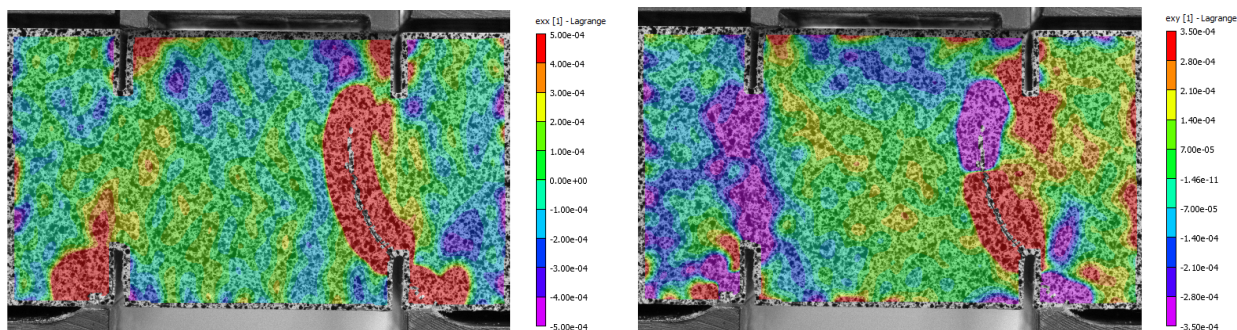 exx [1] - Lagrange
5.00e-04
4.00e-04
3.00e-04
2.00e-04
1.00e-04
0.00e+00
-1.00e-04
-2.00e-04
-3.00e-04
-4.00e-04
-5.00e-04
exy [1] - Lagrange
3.50e-04
2.80e-04
2.10e-04
1.40e-04
7.00e-05
-1.46e-11
-7.00e-05
-1.40e-04
-2.10e-04
-2.80e-04
-3.50e-04